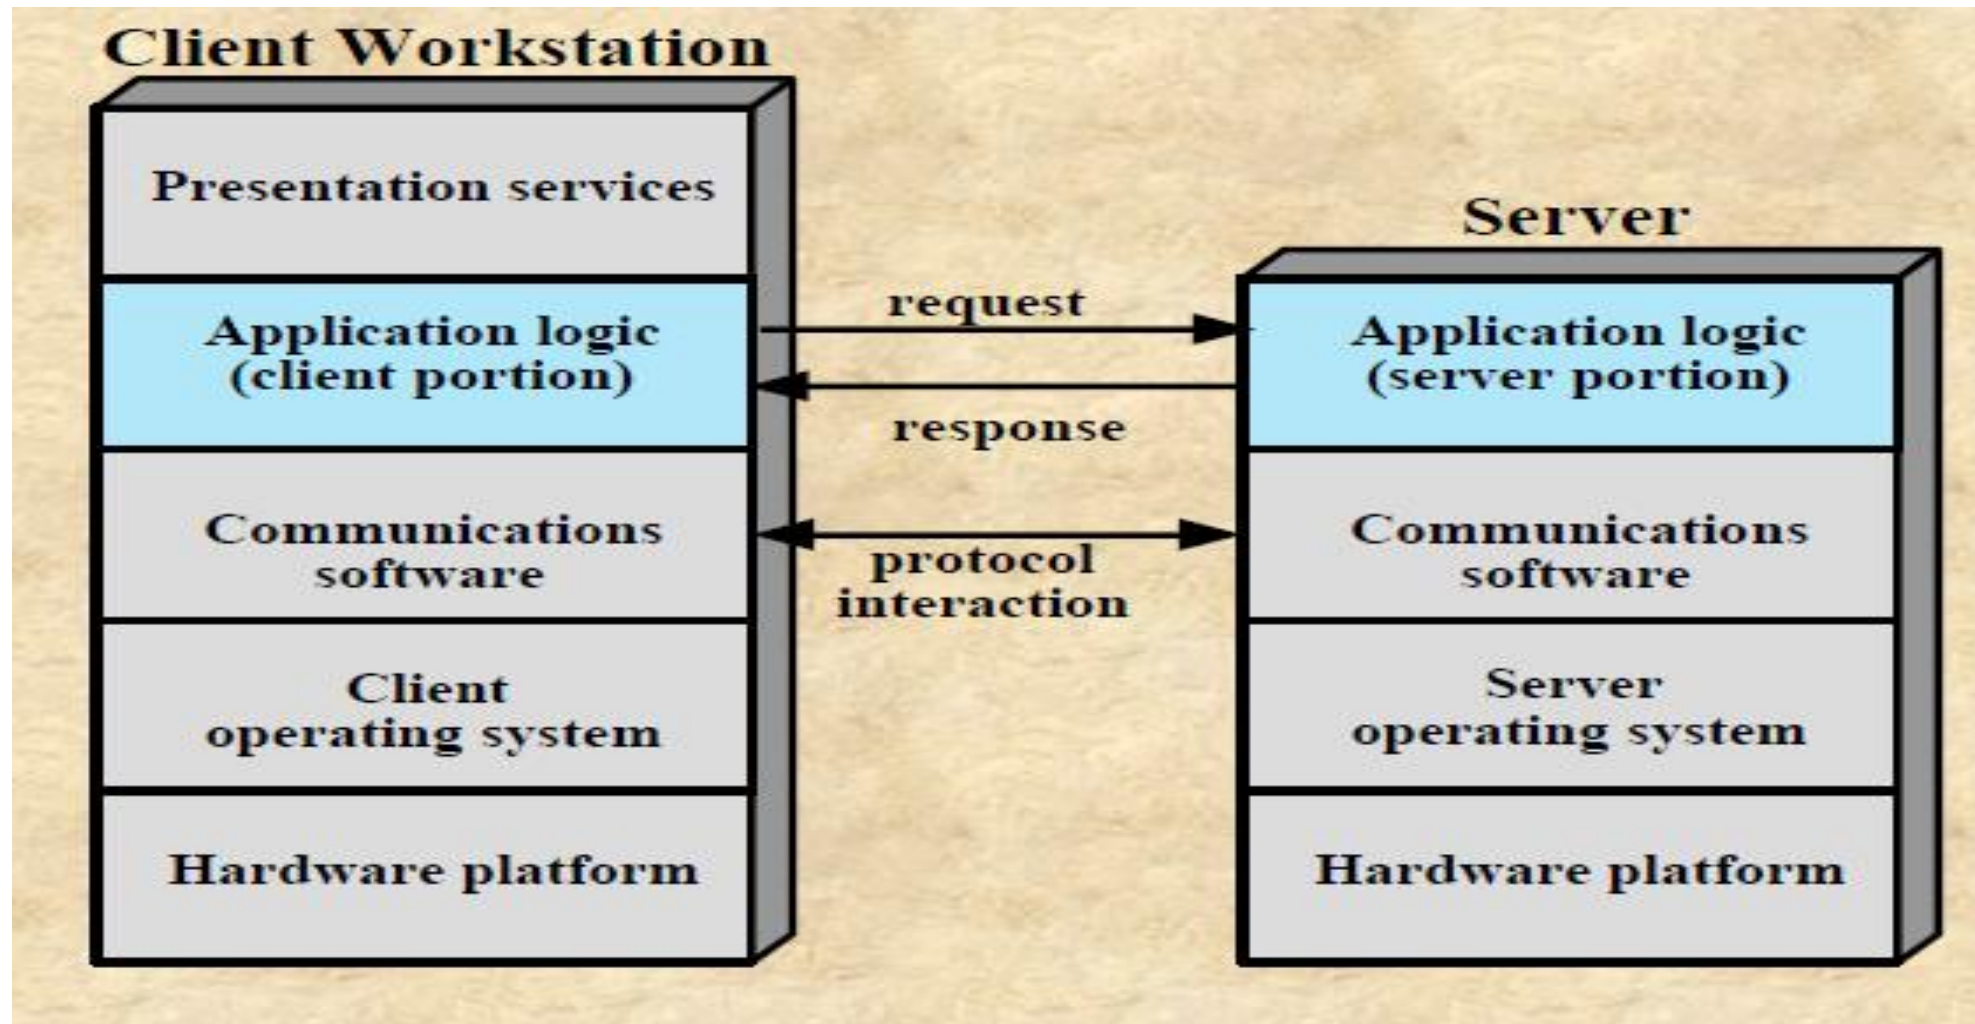 Client Workstation
Presentation services
Application logic
(client portion)
Communications
software
Client
operating system
Hardware platform
request
response
protocol
interaction
Server
Application logic
(server portion)
Communications
software
Server
operating system
Hardware platform